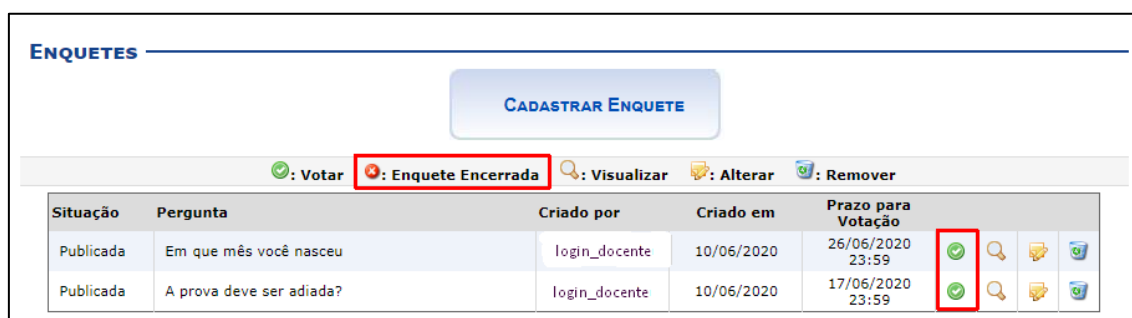 ENQUETES
CADASTRAR ENQUETE
: Votar : Enquete Encerrada : Visualizar : Alterar : Remover
Situação Pergunta Criado por Criado em Prazo para Votação
Publicada Em que mês você nasceu login_docente 10/06/2020 26/06/2020 23:59
Publicada A prova deve ser adiada? login_docente 10/06/2020 17/06/2020 23:59